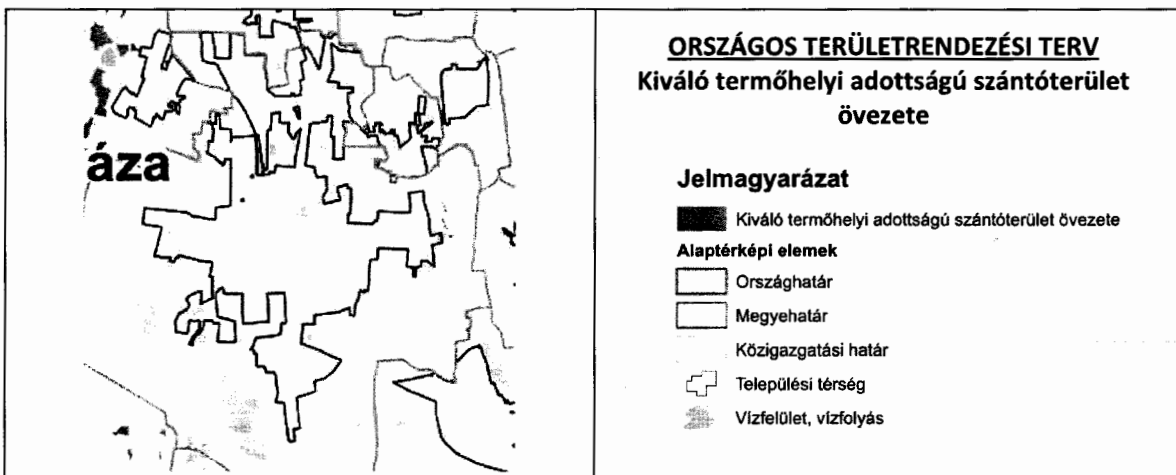 áza
ORSZÁGOS TERÜLETRENDEZÉSI TERV
Kiváló termőhelyi adottságú szántóterület
övezete
Jelmagyarázat
Kiváló termőhelyi adottságú szántóterület övezete
Alaptérképi elemek
Országhatár
Megyehatár
Közigazgatási határ
Települési térség
Vízfelület, vízfolyás